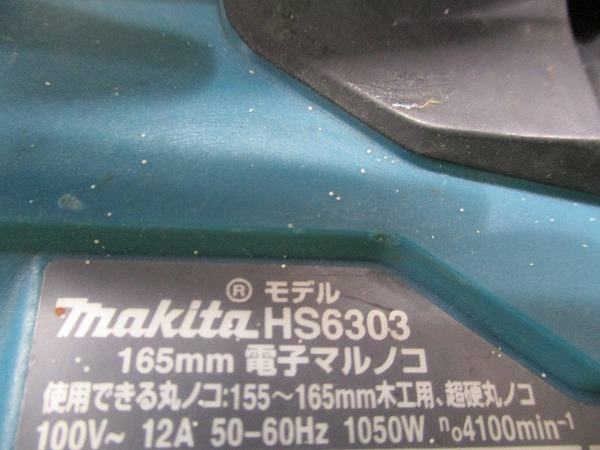 ® モデル
makita HS6303
165mm 電子マルノコ
使用できる丸ノコ:155～165mm木工用、超硬丸ノコ
100V~ 12A 50-60Hz 1050W n₀4100min⁻¹